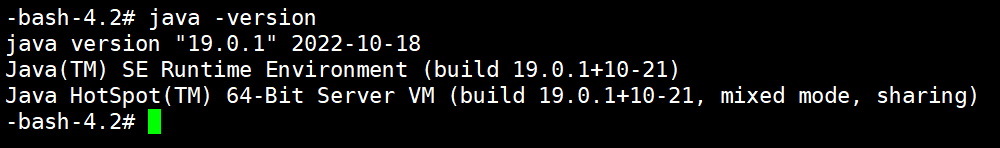 -bash-4.2# java -version
java version "19.0.1" 2022-10-18
Java(TM) SE Runtime Environment (build 19.0.1+10-21)
Java HotSpot(TM) 64-Bit Server VM (build 19.0.1+10-21, mixed mode, sharing)
-bash-4.2#